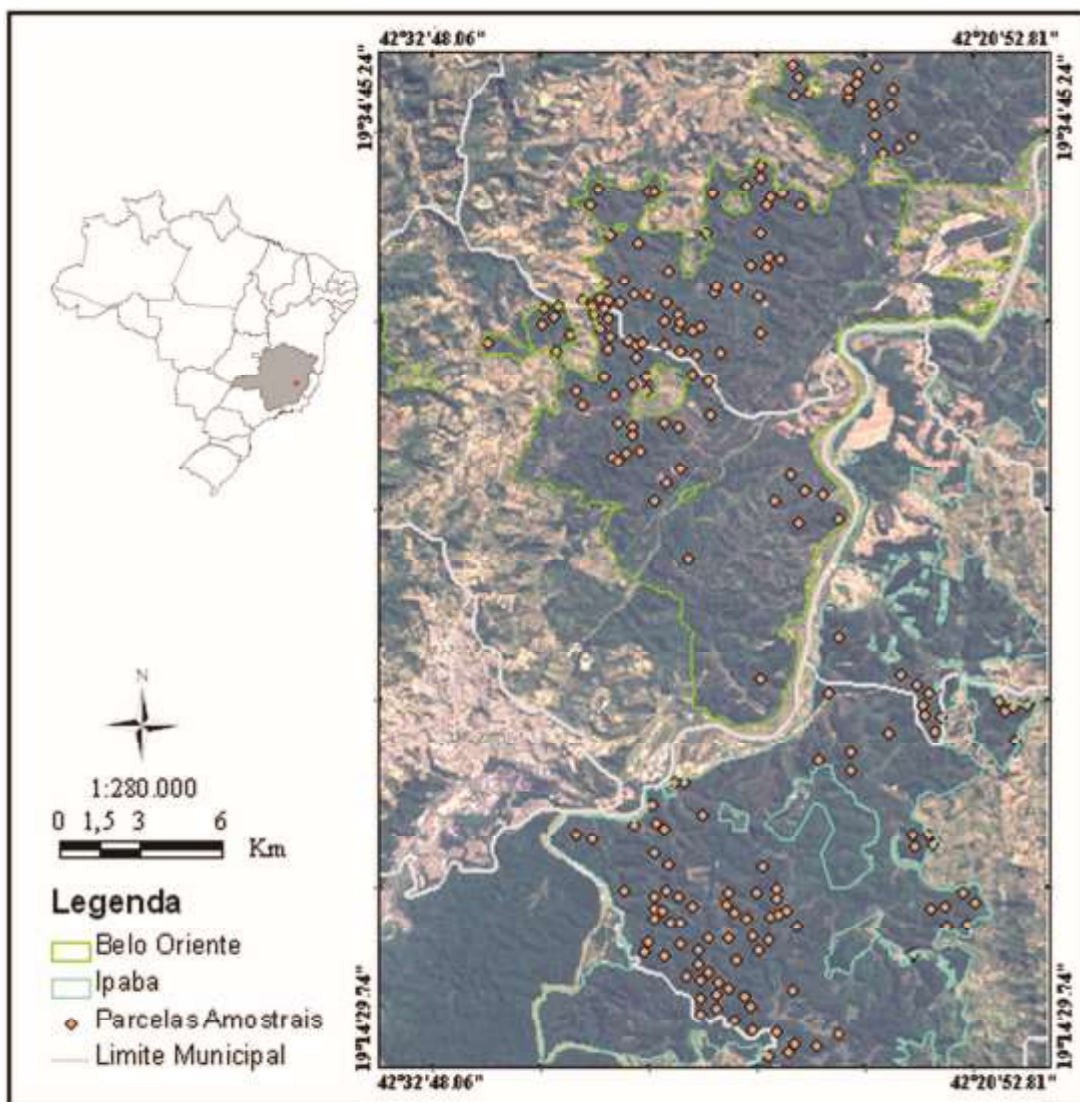 42°32'48.06"
42°20'52.81"
19°34'45.24"
19°34'45.24"
N
1:280.000
0 1,5 3 6
Km
Legenda
Belo Oriente
Ipaba
Parcelas Amostrais
Limite Municipal
19°14'29.74"
19°14'29.74"
42°32'48.06"
42°20'52.81"